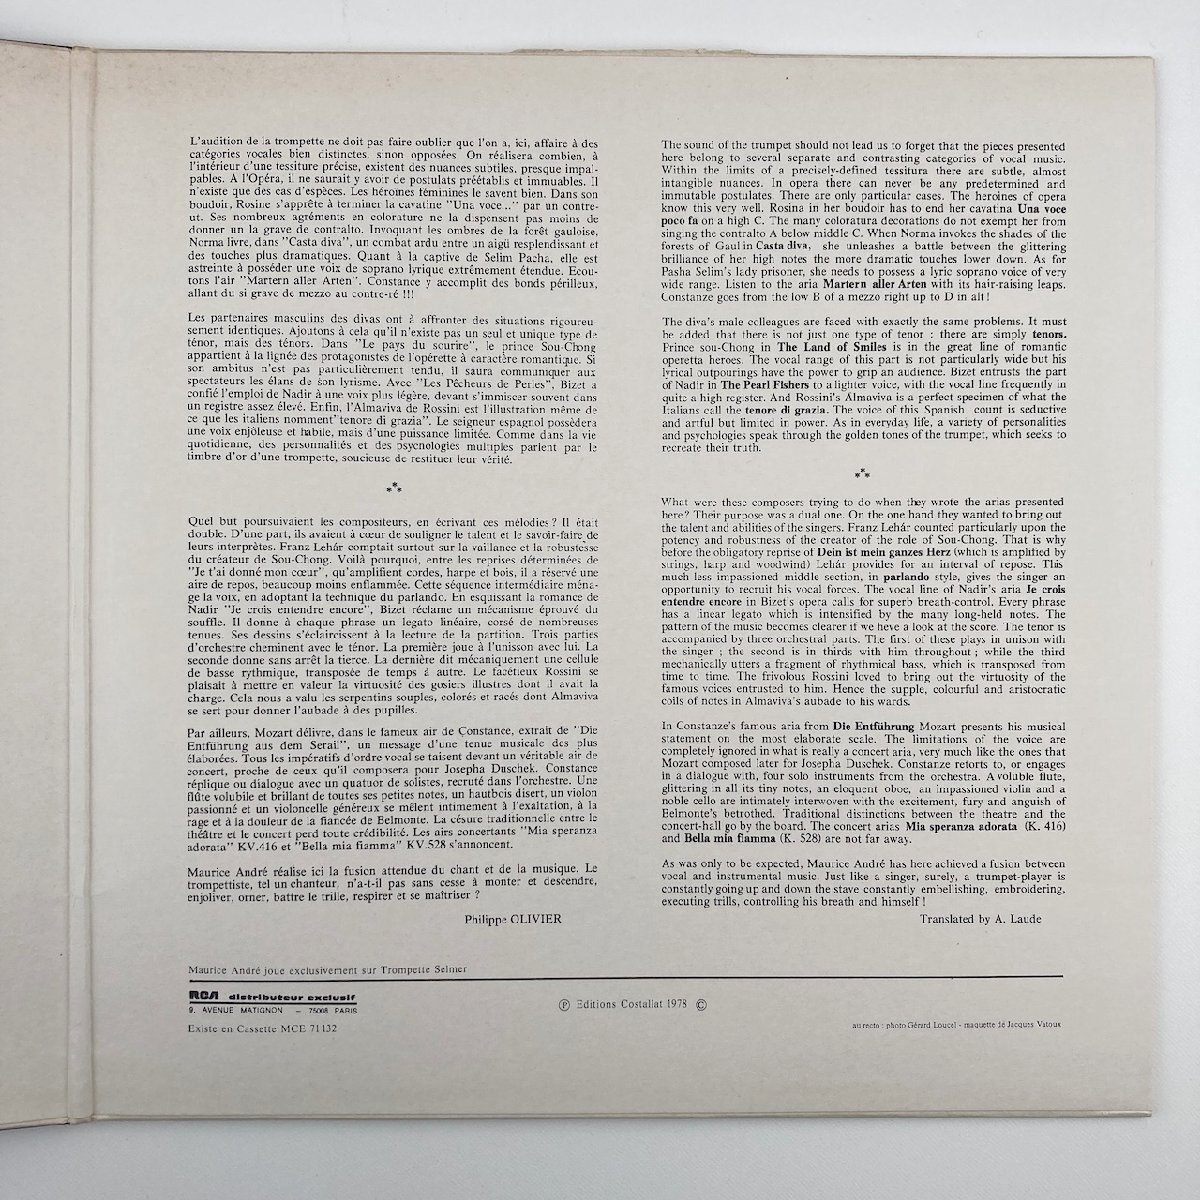 L'audition de la trompette ne doit pas faire oublier que l'on a, ici, affaire à des
catégories vocales bien distinctes, sinon opposées. On réalisera combien, à
l'intérieur d'une tessiture précise, existent des nuances subtiles, presque impal-
pables. A l'Opéra, il ne saurait y avoir de postulats préétablis et immuables. Il
n'existe que des cas d'espèces. Les héroïnes féminines le savent bien. Dans son
boudoir, Rosine s'apprête à terminer la cavatine "Una voce..." par un contre-
ut. Ses nombreux agréments en colorature ne la dispensent pas moins de
donner un la grave de contralto. Invoquant les ombres de la forêt gauloise,
Norma livre, dans "Casta diva", un combat ardu entre un aigü resplendissant et
des touches plus dramatiques. Quant à la captive de Selim Pacha, elle est
astreinte à posséder une voix de soprano lyrique extrêmement étendue. Ecou-
tons l'air "Martern aller Arten". Constance y accomplit des bonds périlleux,
allant du si grave de mezzo au contre-ré !!!
Les partenaires masculins des divas ont à affronter des situations rigoureu-
sement identiques. Ajoutons à cela qu'il n'existe pas un seul et unique type de
ténor, mais des ténors. Dans "Le pays du sourire", le prince Sou-Chong
appartient à la lignée des protagonistes de l'opérette à caractère romantique. Si
son ambitus n'est pas particulièrement tendu, il saura communiquer aux
spectateurs les élans de son lyrisme. Avec "Les Pêcheurs de Perles", Bizet a
confié l'emploi de Nadir à une voix plus légère, devant s'immiscer souvent dans
un registre assez élevé. Enfin, l'Almaviva de Rossini est l'illustration même de
ce que les italiens nomment "tenore di grazia". Le seigneur espagnol possèdera
une voix enjôleuse et habile, mais d'une puissance limitée. Comme dans la vie
quotidienne, des personnalités et des psychologies multiples parlent par le
timbre d'or d'une trompette, soucieuse de restituer leur vérité.
***
Quel but poursuivaient les compositeurs, en écrivant ces mélodies ? Il était
double. D'une part, ils avaient à cœur de souligner le talent et le savoir-faire de
leurs interprètes. Franz Lehár comptait surtout sur la vaillance et la robustesse
du créateur de Sou-Chong. Voilà pourquoi, entre les reprises déterminées de
"Je t'ai donné mon cœur", qu'amplifient cordes, harpe et bois, il a réservé une
aire de repos, beaucoup moins enflammée. Cette séquence intermédiaire ména-
ge la voix, en adoptant la technique du parlando. En esquissant la romance de
Nadir "Je crois entendre encore", Bizet réclame un mécanisme éprouvé du
souffle. Il donne à chaque phrase un legato linéaire, corsé de nombreuses
tenues. Ses dessins s'éclaircissent à la lecture de la partition. Trois parties
d'orchestre cheminent avec le ténor. La première joue à l'unisson avec lui. La
seconde donne sans arrêt la tierce. La dernière dit mécaniquement une cellule
de basse rythmique, transposée de temps à autre. Le facétieux Rossini se
plaisait à mettre en valeur la virtuosité des gosiers illustres dont il avait la
charge. Cela nous a valu les serpentins souples, colorés et racés dont Almaviva
se sert pour donner l'aubade à des pupilles.
Par ailleurs, Mozart délivre, dans le fameux air de Constance, extrait de "Die
Entführung aus dem Serail", un message d'une tenue musicale des plus
élaborées. Tous les impératifs d'ordre vocal se taisent devant un véritable air de
concert, proche de ceux qu'il composera pour Josepha Duschek. Constance
réplique ou dialogue avec un quatuor de solistes, recruté dans l'orchestre. Une
flûte volubile et brillant de toutes ses petites notes, un hautbois disert, un violon
passionné et un violoncelle généreux se mêlent intimement à l'exaltation, à la
rage et à la douleur de la fiancée de Belmonte. La césure traditionnelle entre le
théâtre et le concert perd toute crédibilité. Les airs concertants "Mia speranza
adorata" KV.416 et "Bella mia fiamma" KV.528 s'annoncent.
Maurice André réalise ici la fusion attendue du chant et de la musique. Le
trompettiste, tel un chanteur, n'a-t-il pas sans cesse à monter et descendre,
enjoliver, orner, battre le trille, respirer et se maîtriser ?
Philippe OLIVIER
The sound of the trumpet should not lead us to forget that the pieces presented
here belong to several separate and contrasting categories of vocal music.
Within the limits of a precisely-defined tessitura there are subtle, almost
intangible nuances. In opera there can never be any predetermined and
immutable postulates. There are only particular cases. The heroines of opera
know this very well. Rosina in her boudoir has to end her cavatina Una voce
poco fa on a high C. The many coloratura decorations do not exempt her from
singing the contralto A below middle C. When Norma invokes the shades of the
forests of Gaul in Casta diva, she unleashes a battle between the glittering
brilliance of her high notes the more dramatic touches lower down. As for
Pasha Selim's lady prisoner, she needs to possess a lyric soprano voice of very
wide range. Listen to the aria Martern aller Arten with its hair-raising leaps.
Constanze goes from the low B of a mezzo right up to D in alt !
The diva's male colleagues are faced with exactly the same problems. It must
be added that there is not just one type of tenor : there are simply tenors.
Prince sou-Chong in The Land of Smiles is in the great line of romantic
operetta heroes. The vocal range of this part is not particularly wide but his
lyrical outpourings have the power to grip an audience. Bizet entrusts the part
of Nadir in The Pearl Fishers to a lighter voice, with the vocal line frequently in
quite a high register. And Rossini's Almaviva is a perfect specimen of what the
Italians call the tenore di grazia. The voice of this Spanish count is seductive
and artful but limited in power. As in everyday life, a variety of personalities
and psychologies speak through the golden tones of the trumpet, which seeks to
recreate their truth.
***
What were these composers trying to do when they wrote the arias presented
here? Their purpose was a dual one. On the one hand they wanted to bring out
the talent and abilities of the singers. Franz Lehár counted particularly upon the
potency and robustness of the creator of the role of Sou-Chong. That is why
before the obligatory reprise of Dein ist mein ganzes Herz (which is amplified by
strings, harp and woodwind) Lehár provides for an interval of repose. This
much less impassioned middle section, in parlando style, gives the singer an
opportunity to recruit his vocal forces. The vocal line of Nadir's aria Je crois
entendre encore in Bizet's opera calls for superb breath-control. Every phrase
has a linear legato which is intensified by the many long-held notes. The
pattern of the music becomes clearer if we heve a look at the score. The tenor is
accompanied by three orchestral parts. The first of these plays in unison with
the singer ; the second is in thirds with him throughout ; while the third
mechanically utters a fragment of rhythmical bass, which is transposed from
time to time. The frivolous Rossini loved to bring out the virtuosity of the
famous voices entrusted to him. Hence the supple, colourful and aristocratic
coils of notes in Almaviva's aubade to his wards.
In Constanze's famous aria from Die Entführung Mozart presents his musical
statement on the most elaborate scale. The limitations of the voice are
completely ignored in what is really a concert aria, very much like the ones that
Mozart composed later for Josepha Duschek. Constanze retorts to, or engages
in a dialogue with, four solo instruments from the orchestra. A voluble flute,
glittering in all its tiny notes, an eloquent oboe, an impassioned violin and a
noble cello are intimately interwoven with the excitement, fury and anguish of
Belmonte's betrothed. Traditional distinctions between the theatre and the
concert-hall go by the board. The concert arias Mia speranza adorata (K. 416)
and Bella mia fiamma (K. 528) are not far away.
As was only to be expected, Maurice André has here achieved a fusion between
vocal and instrumental music. Just like a singer, surely, a trumpet-player is
constantly going up and down the stave constantly embellishing, embroidering,
executing trills, controlling his breath and himself !
Translated by A. Laude
Maurice André joue exclusivement sur Trompette Selmer
RCA distributeur exclusif
9, AVENUE MATIGNON – 75008 PARIS
Existe en Cassette MCE 71132
Ⓟ Editions Costallat 1978 ©
au recto : photo Gérard Loucel - maquette de Jacques Vatoux